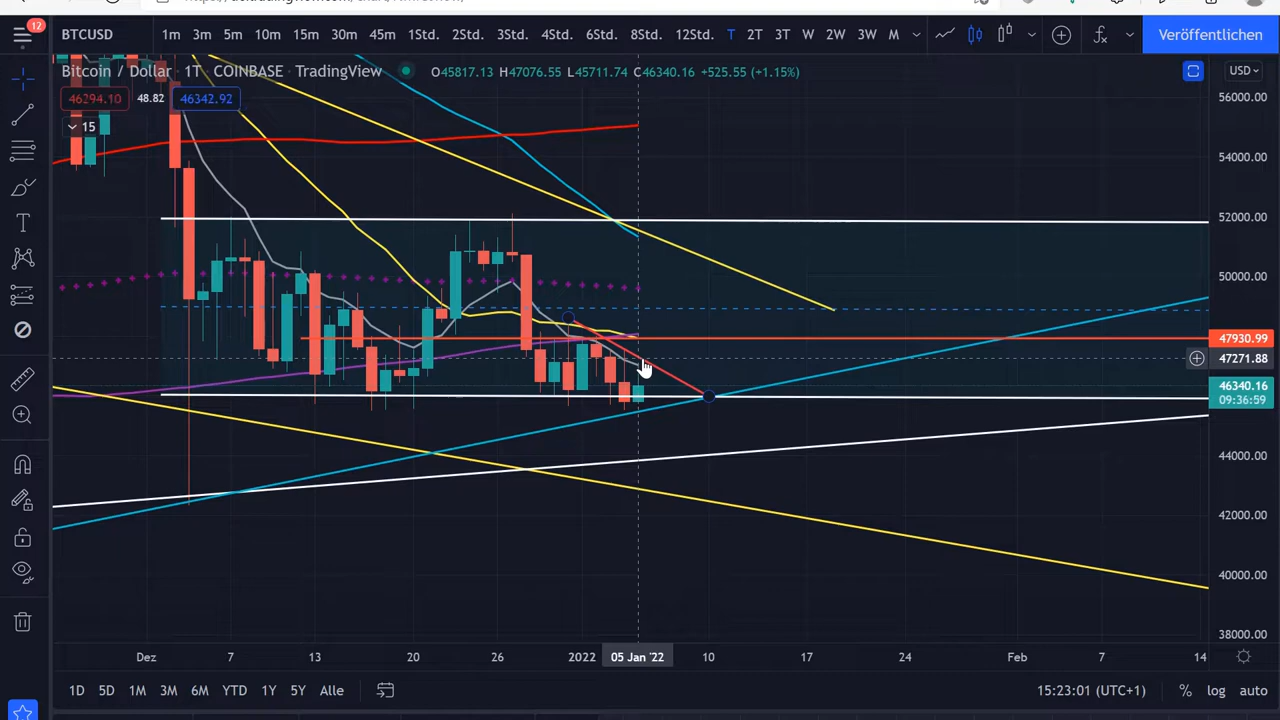 12
BTCUSD
1m 3m 5m 10m 15m 30m 45m 1Std. 2Std. 3Std. 4Std. 6Std. 8Std. 12Std. T 2T 3T W 2W 3W M
Veröffentlichen
Bitcoin / Dollar · 1T · COINBASE · TradingView
O45817.13 H47076.55 L45711.74 C46340.16 +525.55 (+1.15%)
USD
46294.10 48.82 46342.92
15
56000.00
54000.00
52000.00
50000.00
47930.99
47271.88
46340.16
09:36:59
44000.00
42000.00
40000.00
38000.00
Dez 7 13 20 26 2022 05 Jan '22 10 17 24 Feb 7 14
1D 5D 1M 3M 6M YTD 1Y 5Y Alle
15:23:01 (UTC+1) % log auto